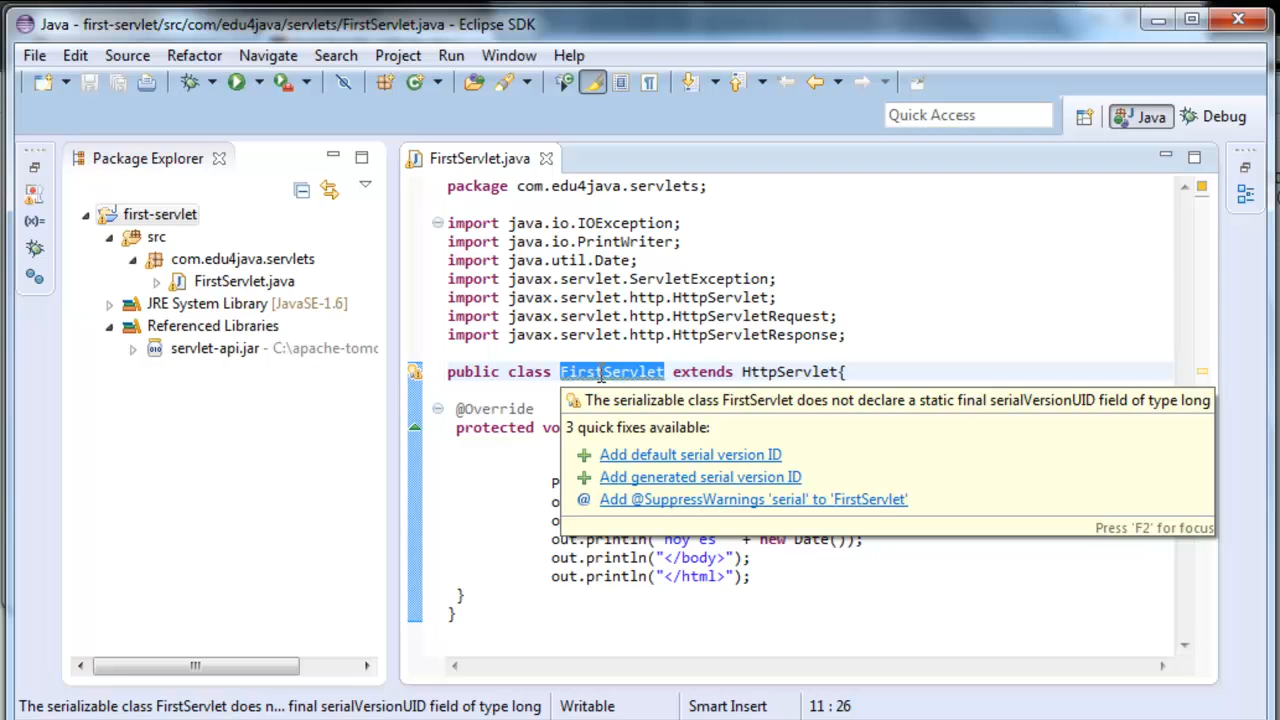 Java - first-servlet/src/com/edu4java/servlets/FirstServlet.java - Eclipse SDK
File Edit Source Refactor Navigate Search Project Run Window Help
Quick Access
Java
Debug
Package Explorer
first-servlet
src
com.edu4java.servlets
FirstServlet.java
JRE System Library [JavaSE-1.6]
Referenced Libraries
servlet-api.jar - C:\apache-tomc
(x)=
FirstServlet.java
package com.edu4java.servlets;
import java.io.IOException;
import java.io.PrintWriter;
import java.util.Date;
import javax.servlet.ServletException;
import javax.servlet.http.HttpServlet;
import javax.servlet.http.HttpServletRequest;
import javax.servlet.http.HttpServletResponse;
public class FirstServlet extends HttpServlet{
@Override
protected vo
The serializable class FirstServlet does not declare a static final serialVersionUID field of type long
3 quick fixes available:
Add default serial version ID
Add generated serial version ID
@ Add @SuppressWarnings 'serial' to 'FirstServlet'
Press 'F2' for focus
P
o
o
out.println("hoy es " + new Date());
out.println("</body>");
out.println("</html>");
}
}
The serializable class FirstServlet does n... final serialVersionUID field of type long
Writable
Smart Insert
11 : 26